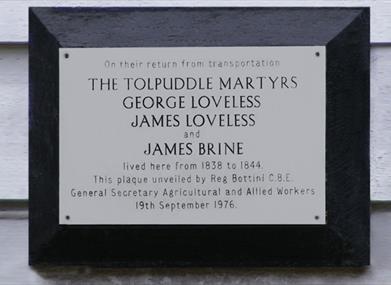 On their return from transportation
THE TOLPUDDLE MARTYRS
GEORGE LOVELESS
JAMES LOVELESS
and
JAMES BRINE
lived here from 1838 to 1844.
This plaque unveiled by Reg Bottini C.B.E.
General Secretary Agricultural and Allied Workers
19th September 1976.